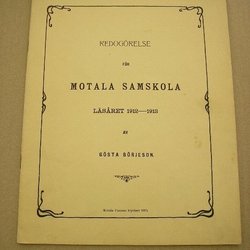 REDOGÖRELSE
FÖR
MOTALA SAMSKOLA
LÄSÅRET 1912—1913
AV
GÖSTA BÖRJESON.